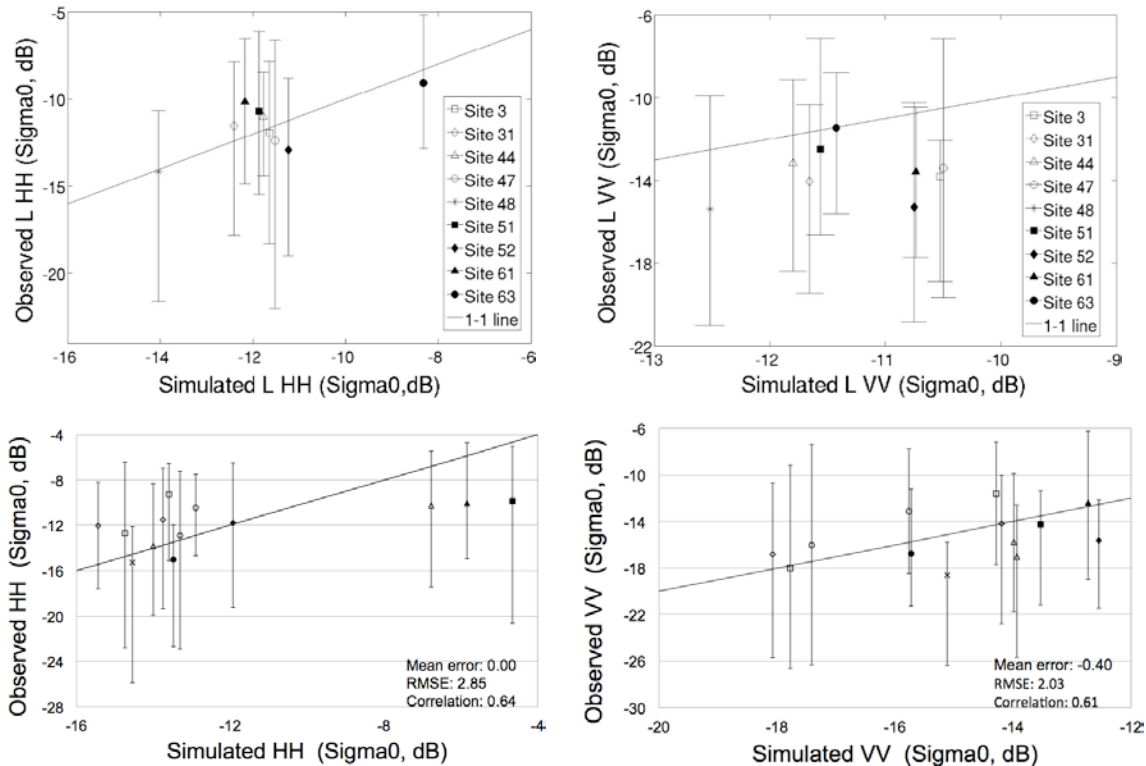 Observed L HH (Sigma0, dB)
-5
-10
-15
-20
-16
-14
-12
-10
-8
-6
Simulated L HH (Sigma0,dB)
Site 3
Site 31
Site 44
Site 47
Site 48
Site 51
Site 52
Site 61
Site 63
1-1 line
Observed L VV (Sigma0, dB)
-6
-10
-14
-18
-22
-13
-12
-11
-10
-9
Simulated L VV (Sigma0, dB)
Site 3
Site 31
Site 44
Site 47
Site 48
Site 51
Site 52
Site 61
Site 63
1-1 line
Observed HH (Sigma0, dB)
-4
-8
-12
-16
-20
-24
-28
-16
-12
-8
-4
Mean error: 0.00
RMSE: 2.85
Correlation: 0.64
Simulated HH (Sigma0, dB)
Observed VV (Sigma0, dB)
-6
-10
-14
-18
-22
-26
-30
-20
-18
-16
-14
-12
Mean error: -0.40
RMSE: 2.03
Correlation: 0.61
Simulated VV (Sigma0, dB)